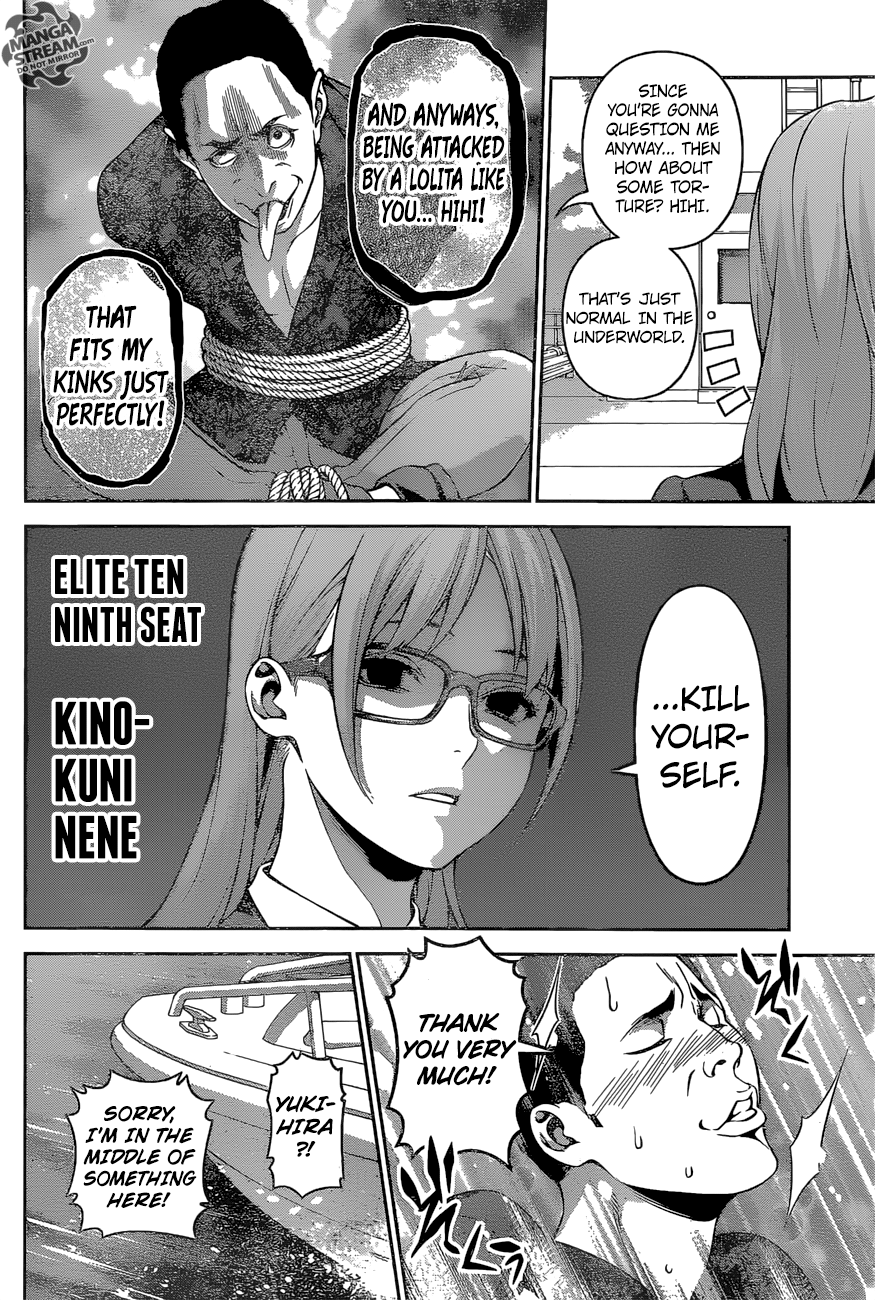 MANGA
STREAM.com
DO NOT MIRROR
SINCE
YOU'RE GONNA
QUESTION ME
ANYWAY... THEN
HOW ABOUT
SOME TOR-
TURE? HIHI.
THAT'S JUST
NORMAL IN THE
UNDERWORLD.
AND ANYWAYS,
BEING ATTACKED
BY A LOLITA LIKE
YOU... HIHI!
THAT
FITS MY
KINKS JUST
PERFECTLY!
...KILL
YOUR-
SELF.
ELITE TEN
NINTH SEAT
KINO-
KUNI
NENE
THANK
YOU VERY
MUCH!
YUKI-
HIRA
?!
SORRY,
I'M IN THE
MIDDLE OF
SOMETHING
HERE!